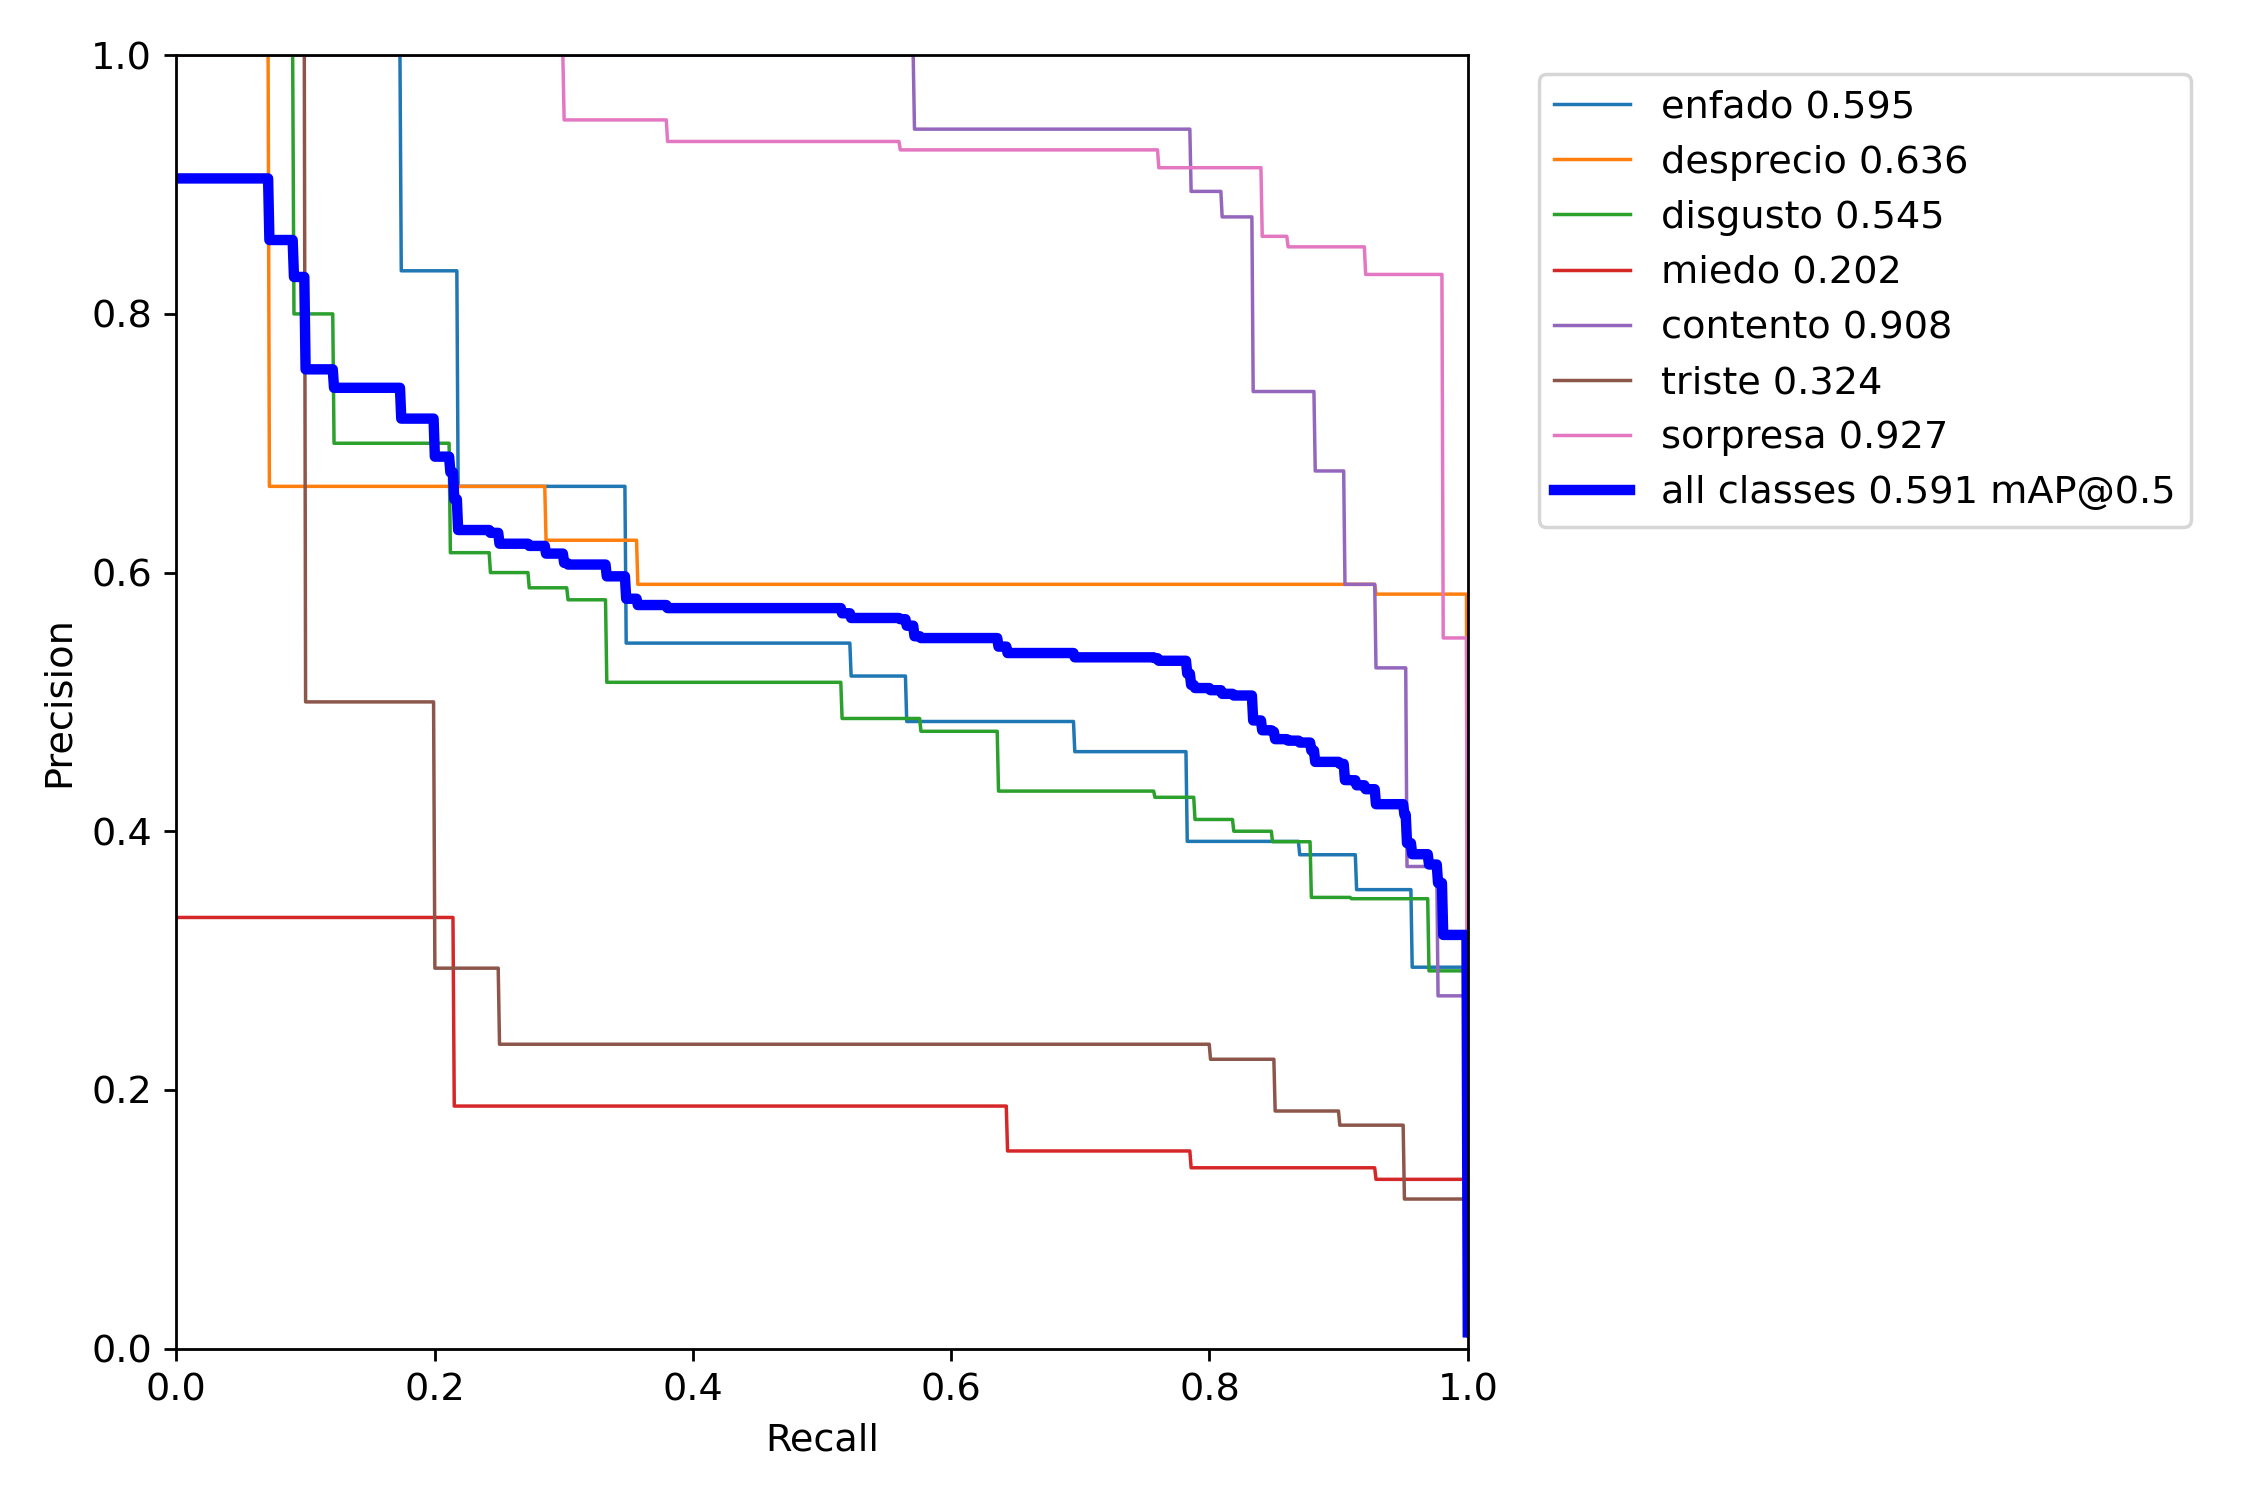 1.0
0.8
0.6
0.4
0.2
0.0
0.0 0.2 0.4 0.6 0.8 1.0
Precision
Recall
enfado 0.595
desprecio 0.636
disgusto 0.545
miedo 0.202
contento 0.908
triste 0.324
sorpresa 0.927
all classes 0.591 mAP@0.5